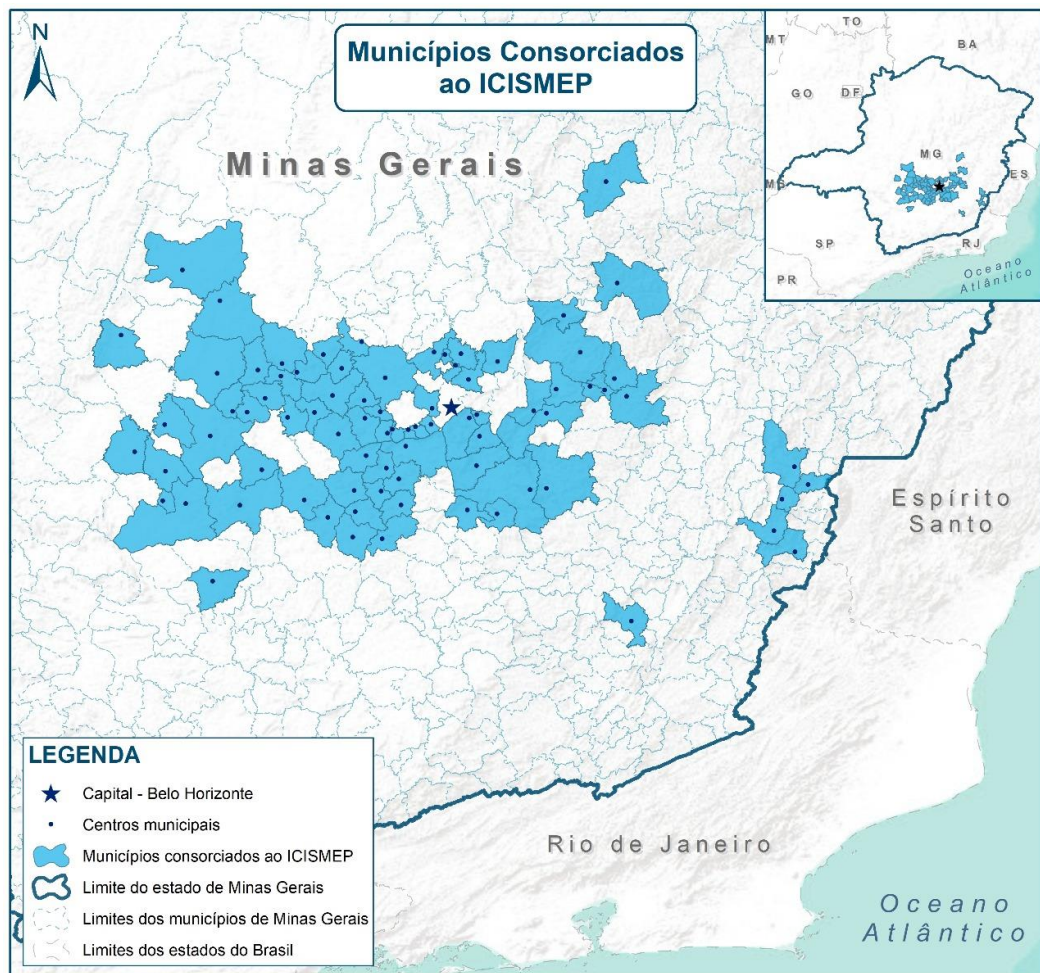 N
Municípios Consorciados
ao ICISMEP
Minas Gerais
TO
MT
BA
GO
DF
MG
ES
MS
SP
RJ
PR
Oceano
Atlântico
Espírito
Santo
Rio de Janeiro
Oceano
Atlântico
LEGENDA
Capital - Belo Horizonte
Centros municipais
Municípios consorciados ao ICISMEP
Limite do estado de Minas Gerais
Limites dos municípios de Minas Gerais
Limites dos estados do Brasil